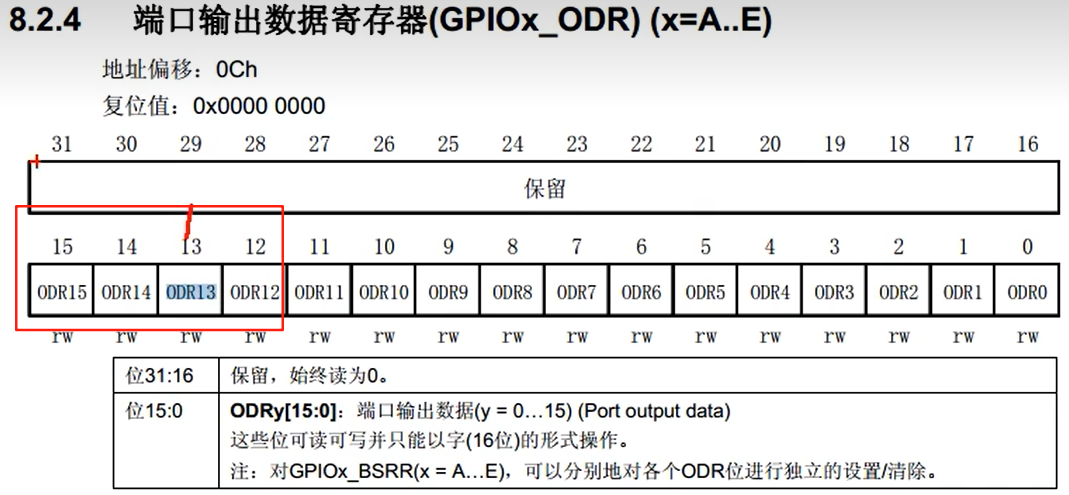 8.2.4 端口输出数据寄存器(GPIOx_ODR) (x=A..E)
地址偏移：0Ch
复位值：0x0000 0000
31 30 29 28 27 26 25 24 23 22 21 20 19 18 17 16
保留
15 14 13 12 11 10 9 8 7 6 5 4 3 2 1 0
ODR15 ODR14 ODR13 ODR12 ODR11 ODR10 ODR9 ODR8 ODR7 ODR6 ODR5 ODR4 ODR3 ODR2 ODR1 ODR0
rw rw rw rw rw rw rw rw rw rw rw rw rw rw rw rw
位31:16 保留，始终读为0。
位15:0 ODRy[15:0]：端口输出数据(y = 0…15) (Port output data)
这些位可读可写并只能以字(16位)的形式操作。
注：对GPIOx_BSRR(x = A…E)，可以分别地对各个ODR位进行独立的设置/清除。